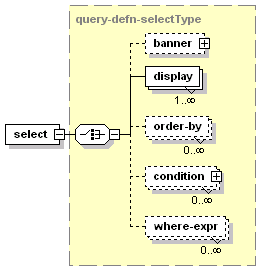 query-defn-selectType
banner
display
1..∞
order-by
0..∞
select
condition
0..∞
where-expr
0..∞